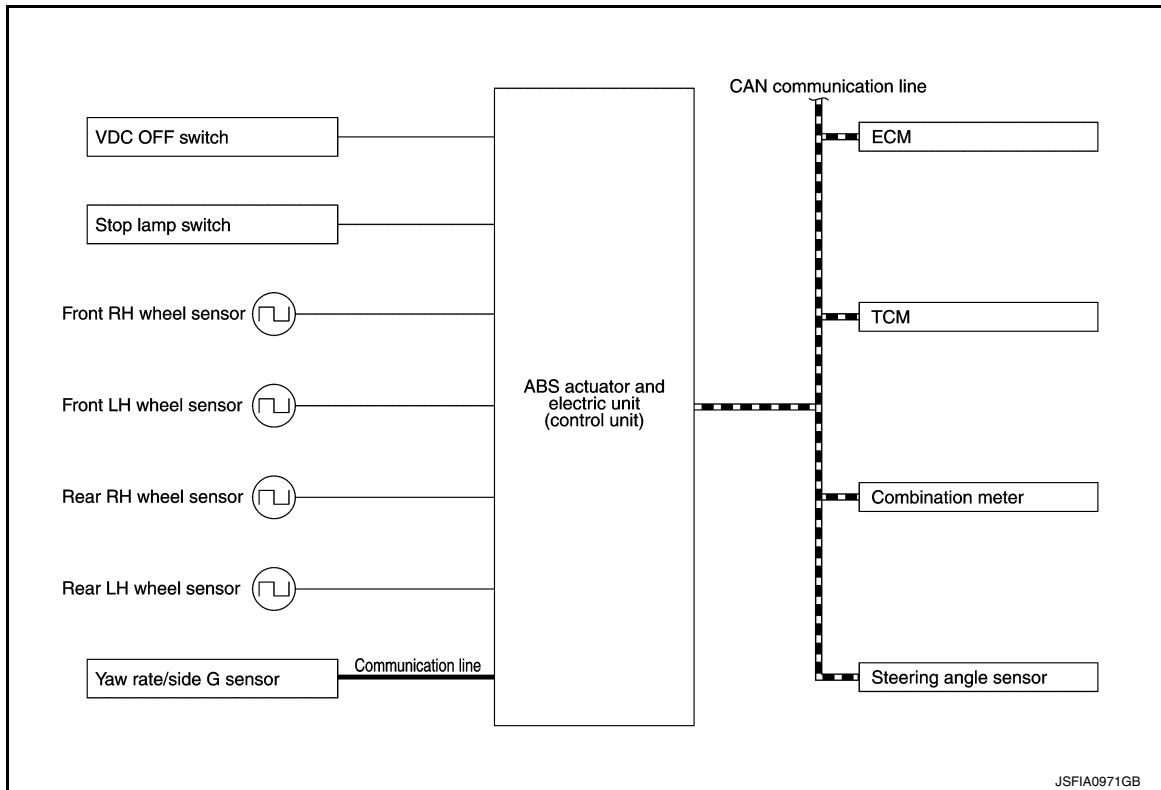 CAN communication line
VDC OFF switch
ECM
Stop lamp switch
Front RH wheel sensor
TCM
Front LH wheel sensor
ABS actuator and
electric unit
(control unit)
Rear RH wheel sensor
Combination meter
Rear LH wheel sensor
Communication line
Yaw rate/side G sensor
Steering angle sensor
JSFIA0971GB